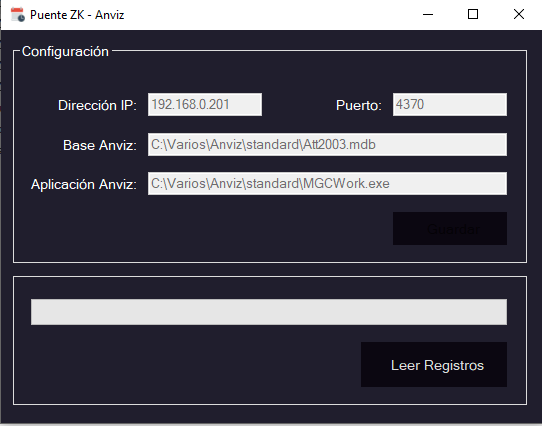 Puente ZK - Anviz
Configuración
Dirección IP: 192.168.0.201 Puerto: 4370
Base Anviz: C:\Varios\Anviz\standard\Att2003.mdb
Aplicación Anviz: C:\Varios\Anviz\standard\MGCWork.exe
Guardar
Leer Registros